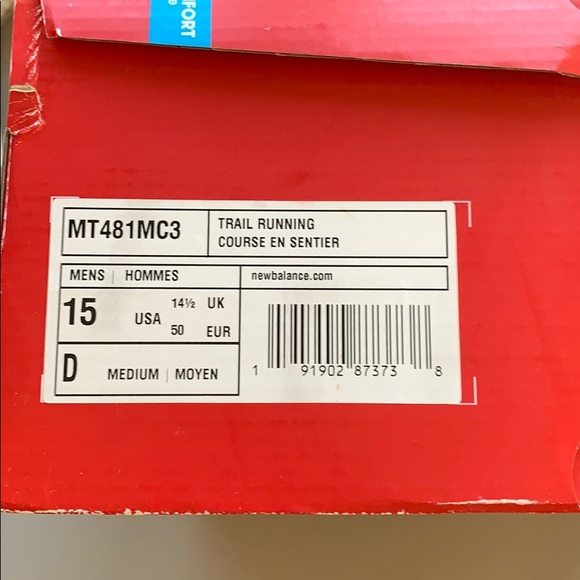 FORT
MT481MC3
TRAIL RUNNING
COURSE EN SENTIER
MENS | HOMMES
newbalance.com
15 USA 14½ UK
50 EUR
D MEDIUM | MOYEN
1 91902 87373 8